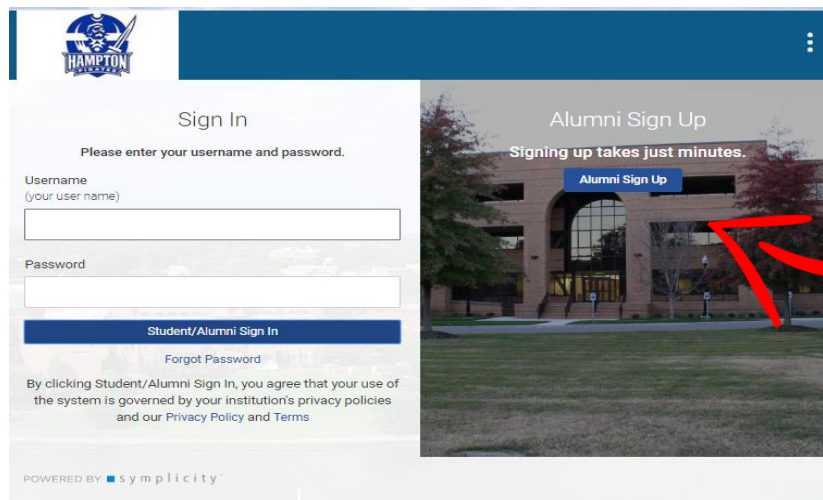 HAMPTON
PIRATES
Sign In
Please enter your username and password.
Username
(your user name)
Password
Student/Alumni Sign In
Forgot Password
By clicking Student/Alumni Sign In, you agree that your use of
the system is governed by your institution's privacy policies
and our Privacy Policy and Terms
POWERED BY symplicity
Alumni Sign Up
Signing up takes just minutes.
Alumni Sign Up